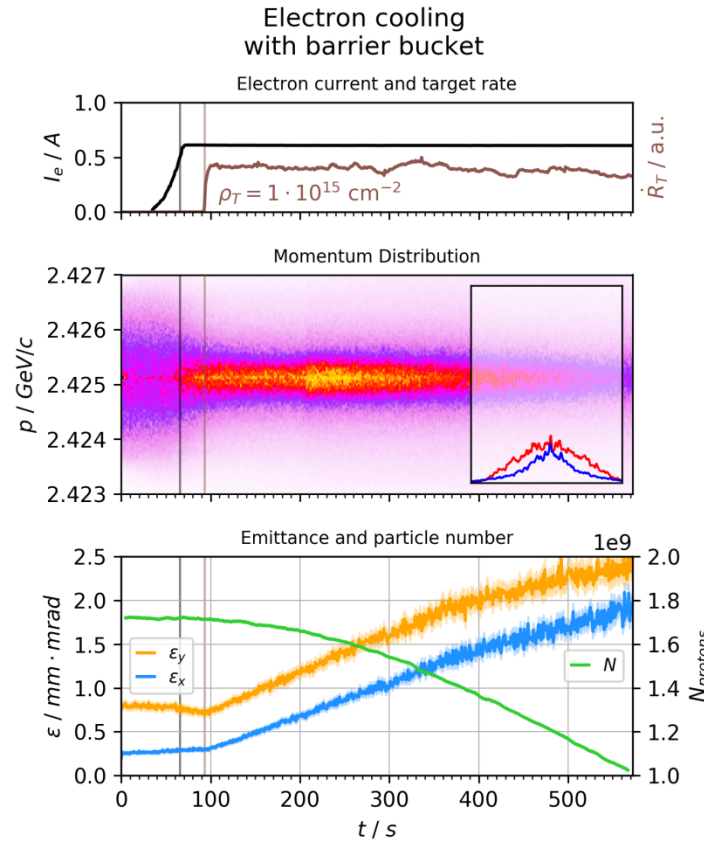 Electron cooling
with barrier bucket
Electron current and target rate
1.0
0.5
0.0
I_e / A
ρ_T = 1 · 10^15 cm^−2
Ṙ_T / a.u.
Momentum Distribution
2.427
2.426
2.425
2.424
2.423
p / GeV/c
Emittance and particle number
1e9
2.5
2.0
1.5
1.0
0.5
0.0
ε / mm · mrad
ε_y
ε_x
N
2.0
1.8
1.6
1.4
1.2
1.0
N_protons
0 100 200 300 400 500
t / s